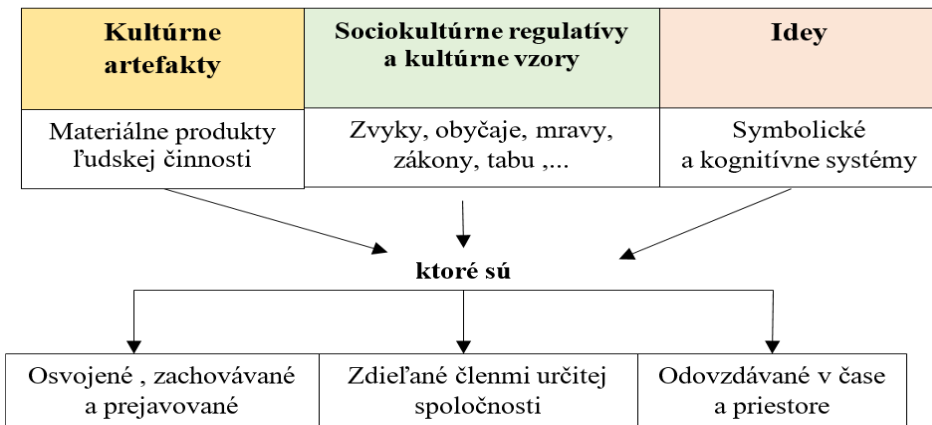 Kultúrne
artefakty
Sociokultúrne regulatívy
a kultúrne vzory
Idey
Materiálne produkty
ľudskej činnosti
Zvyky, obyčaje, mravy,
zákony, tabu ,...
Symbolické
a kognitívne systémy
ktoré sú
Osvojené , zachovávané
a prejavované
Zdieľané členmi určitej
spoločnosti
Odovzdávané v čase
a priestore